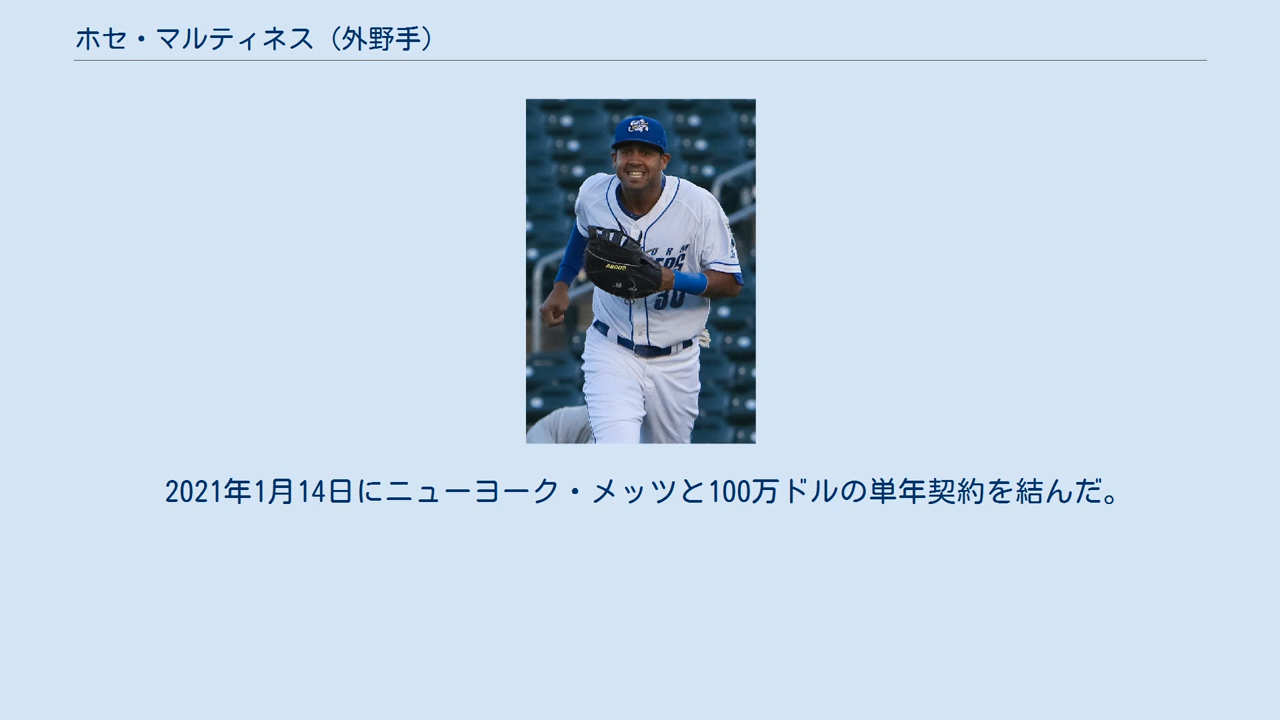 ホセ・マルティネス（外野手）
2021年1月14日にニューヨーク・メッツと100万ドルの単年契約を結んだ。